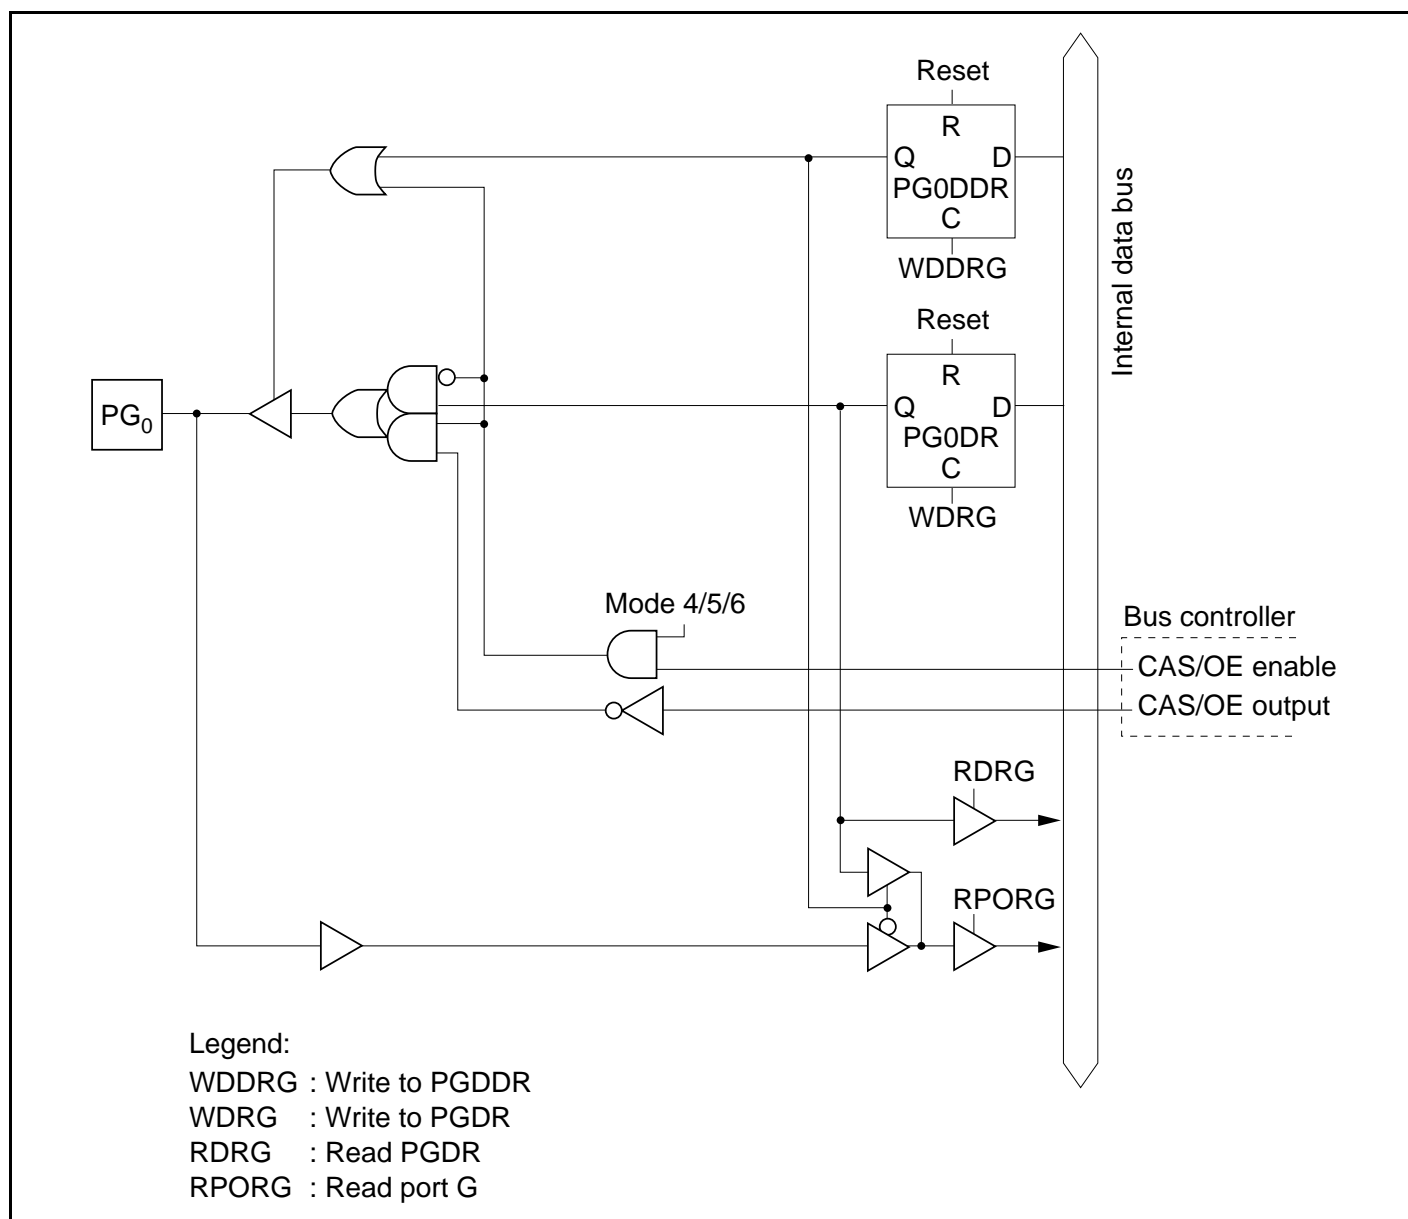 Reset
R
Q D
PG0DDR
C
WDDRG
Internal data bus
Reset
R
Q D
PG0DR
C
WDRG
PG0
Mode 4/5/6
Bus controller
CAS/OE enable
CAS/OE output
RDRG
RPORG
Legend:
WDDRG : Write to PGDDR
WDRG : Write to PGDR
RDRG : Read PGDR
RPORG : Read port G